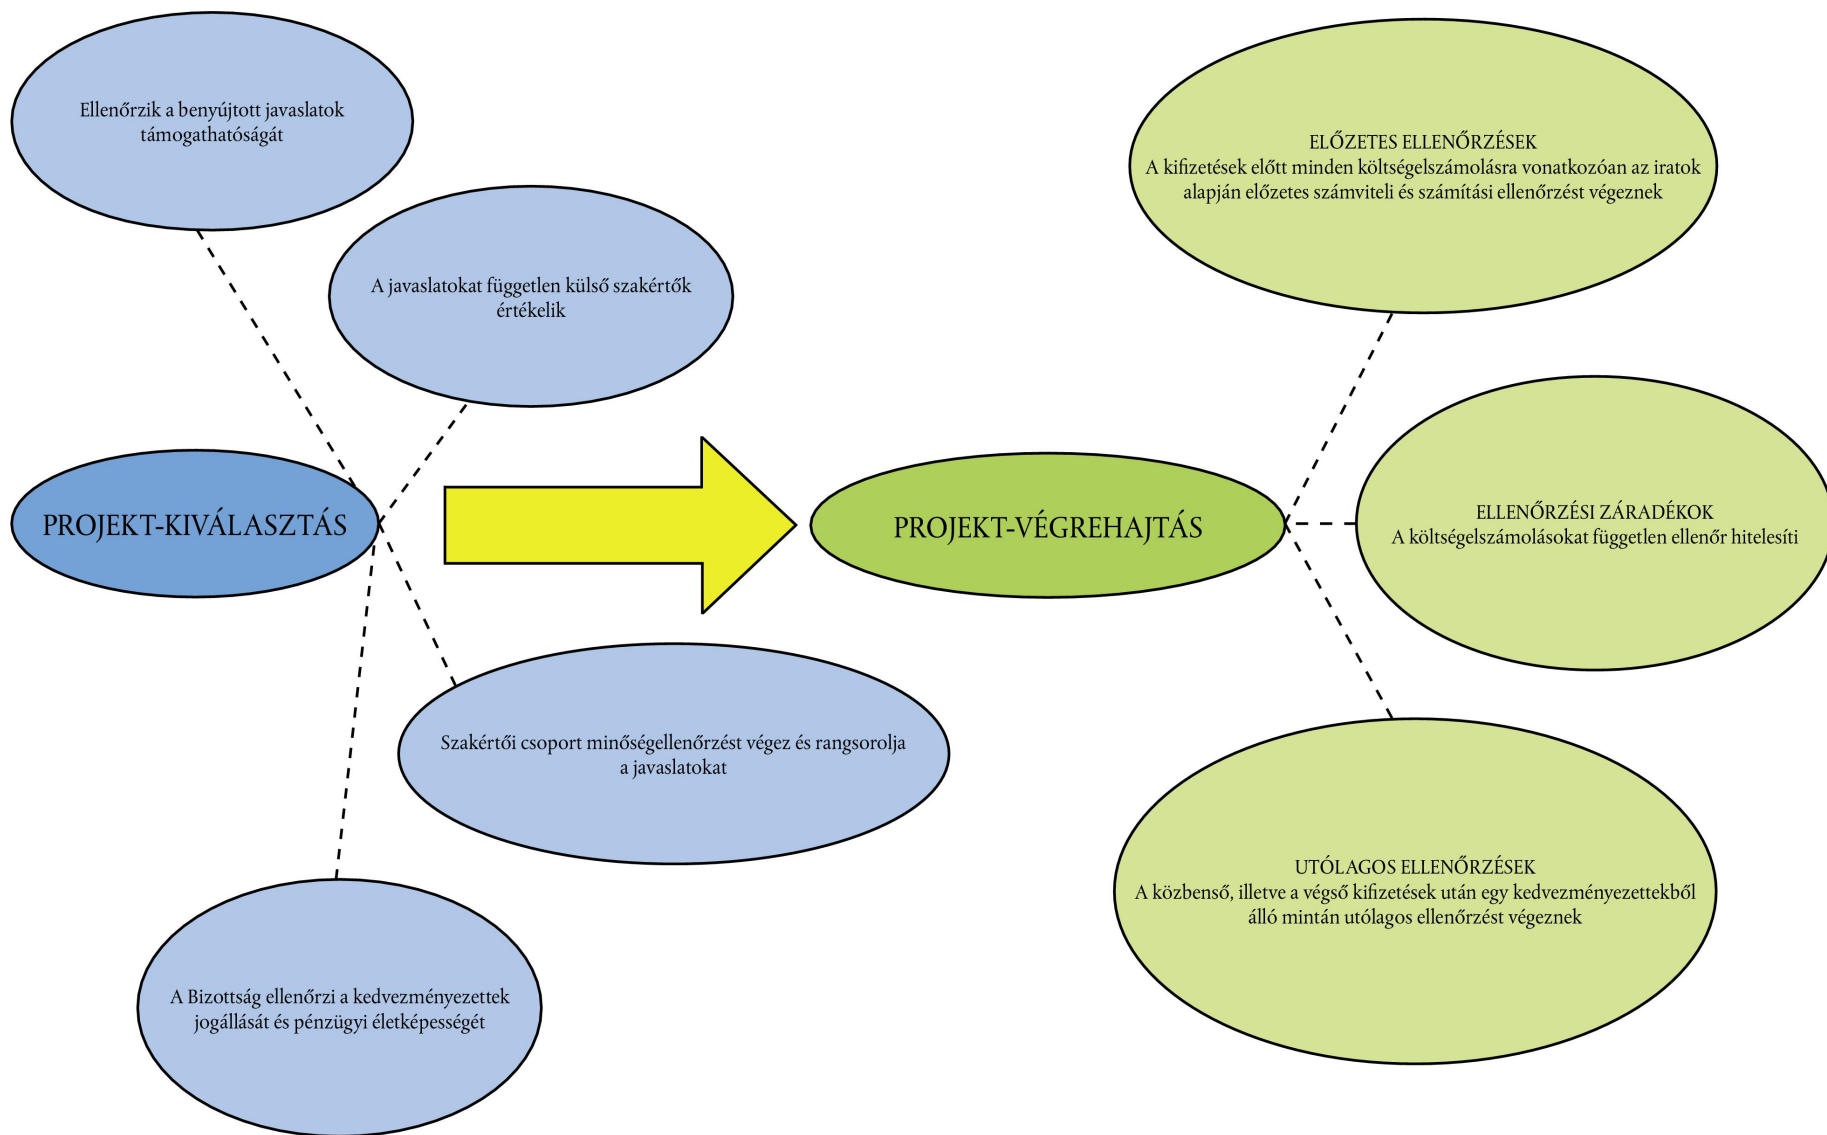 Ellenőrzik a benyújtott javaslatok
támogathatóságát
A javaslatokat független külső szakértők
értékelik
PROJEKT-KIVÁLASZTÁS
Szakértői csoport minőségellenőrzést végez és rangsorolja
a javaslatokat
A Bizottság ellenőrzi a kedvezményezettek
jogállását és pénzügyi életképességét
PROJEKT-VÉGREHAJTÁS
ELŐZETES ELLENŐRZÉSEK
A kifizetések előtt minden költségelszámolásra vonatkozóan az iratok
alapján előzetes számviteli és számítási ellenőrzést végeznek
ELLENŐRZÉSI ZÁRADÉKOK
A költségelszámolásokat független ellenőr hitelesíti
UTÓLAGOS ELLENŐRZÉSEK
A közbenső, illetve a végső kifizetések után egy kedvezményezettekből
álló mintán utólagos ellenőrzést végeznek